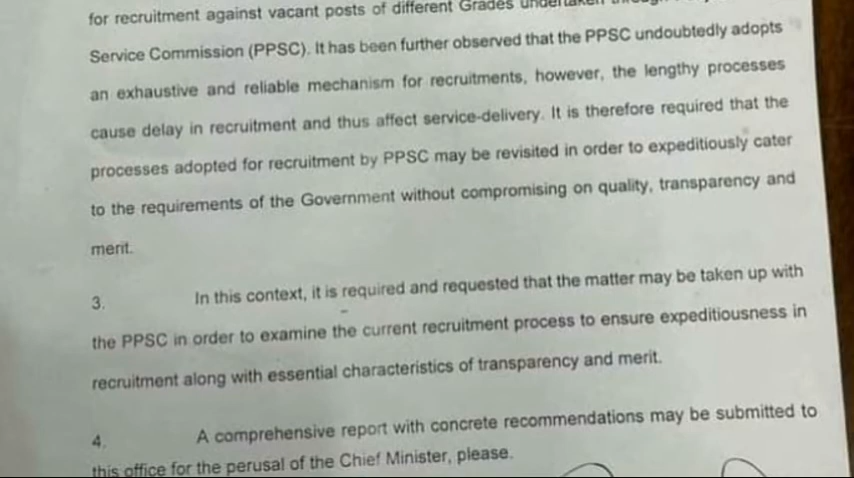 for recruitment against vacant posts of different Grades undertaken
Service Commission (PPSC). It has been further observed that the PPSC undoubtedly adopts
an exhaustive and reliable mechanism for recruitments, however, the lengthy processes
cause delay in recruitment and thus affect service-delivery. It is therefore required that the
processes adopted for recruitment by PPSC may be revisited in order to expeditiously cater
to the requirements of the Government without compromising on quality, transparency and
merit.
3. In this context, it is required and requested that the matter may be taken up with
the PPSC in order to examine the current recruitment process to ensure expeditiousness in
recruitment along with essential characteristics of transparency and merit.
4. A comprehensive report with concrete recommendations may be submitted to
this office for the perusal of the Chief Minister, please.